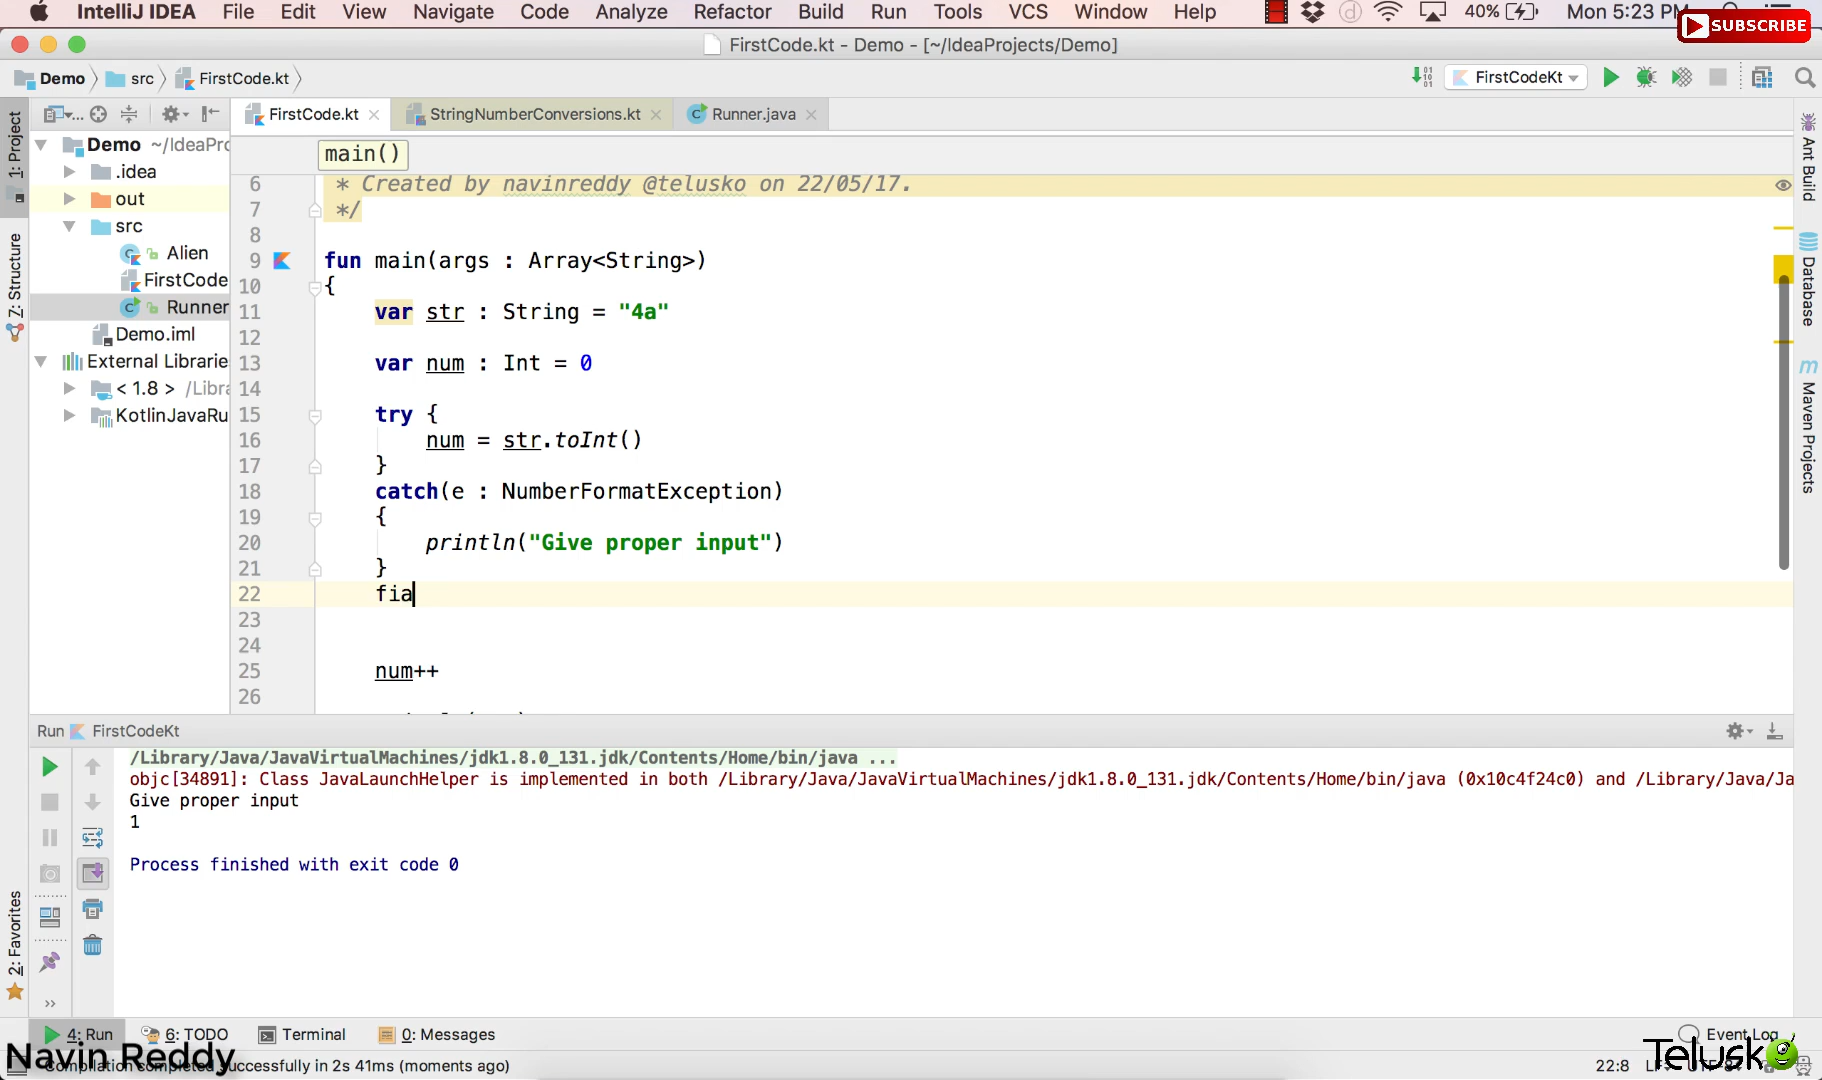 IntelliJ IDEA File Edit View Navigate Code Analyze Refactor Build Run Tools VCS Window Help 40% Mon 5:23 PM
SUBSCRIBE
FirstCode.kt - Demo - [~/IdeaProjects/Demo]
Demo src FirstCode.kt
FirstCodeKt
FirstCode.kt StringNumberConversions.kt Runner.java
1: Project
7: Structure
2: Favorites
Demo ~/IdeaPro
.idea
out
src
Alien
FirstCode
Runner
Demo.iml
External Librarie
< 1.8 > /Libra
KotlinJavaRu
main()
6 * Created by navinreddy @telusko on 22/05/17.
7 */
8
9 fun main(args : Array<String>)
10 {
11 var str : String = "4a"
12
13 var num : Int = 0
14
15 try {
16 num = str.toInt()
17 }
18 catch(e : NumberFormatException)
19 {
20 println("Give proper input")
21 }
22 fia
23
24
25 num++
26
Ant Build
Database
Maven Projects
Run FirstCodeKt
/Library/Java/JavaVirtualMachines/jdk1.8.0_131.jdk/Contents/Home/bin/java ...
objc[34891]: Class JavaLaunchHelper is implemented in both /Library/Java/JavaVirtualMachines/jdk1.8.0_131.jdk/Contents/Home/bin/java (0x10c4f24c0) and /Library/Java/Ja
Give proper input
1
Process finished with exit code 0
4: Run 6: TODO Terminal 0: Messages Event Log
Navin Reddy
Compilation completed successfully in 2s 41ms (moments ago)
22:8
Telusko